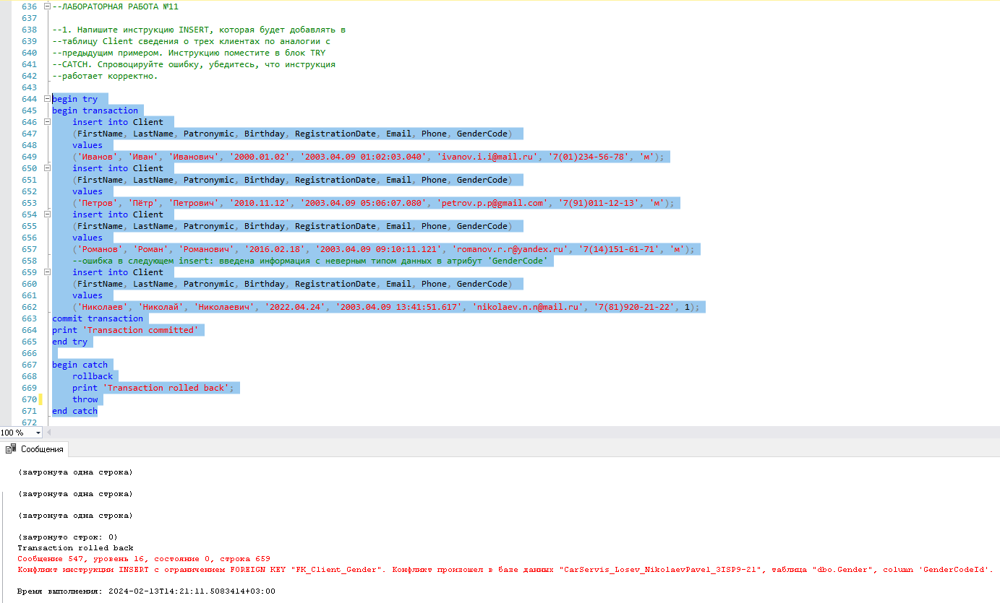 636 --ЛАБОРАТОРНАЯ РАБОТА №11
637
638 --1. Напишите инструкцию INSERT, которая будет добавлять в
639 --таблицу Client сведения о трех клиентах по аналогии с
640 --предыдущим примером. Инструкцию поместите в блок TRY
641 --CATCH. Спровоцируйте ошибку, убедитесь, что инструкция
642 --работает корректно.
643
644 begin try
645 begin transaction
646 insert into Client
647 (FirstName, LastName, Patronymic, Birthday, RegistrationDate, Email, Phone, GenderCode)
648 values
649 ('Иванов', 'Иван', 'Иванович', '2000.01.02', '2003.04.09 01:02:03.040', 'ivanov.i.i@mail.ru', '7(01)234-56-78', 'м');
650 insert into Client
651 (FirstName, LastName, Patronymic, Birthday, RegistrationDate, Email, Phone, GenderCode)
652 values
653 ('Петров', 'Пётр', 'Петрович', '2010.11.12', '2003.04.09 05:06:07.080', 'petrov.p.p@gmail.com', '7(91)011-12-13', 'м');
654 insert into Client
655 (FirstName, LastName, Patronymic, Birthday, RegistrationDate, Email, Phone, GenderCode)
656 values
657 ('Романов', 'Роман', 'Романович', '2016.02.18', '2003.04.09 09:10:11.121', 'romanov.r.r@yandex.ru', '7(14)151-61-71', 'м');
658 --ошибка в следующем insert: введена информация с неверным типом данных в атрибут 'GenderCode'
659 insert into Client
660 (FirstName, LastName, Patronymic, Birthday, RegistrationDate, Email, Phone, GenderCode)
661 values
662 ('Николаев', 'Николай', 'Николаевич', '2022.04.24', '2003.04.09 13:41:51.617', 'nikolaev.n.n@mail.ru', '7(81)920-21-22', 1);
663 commit transaction
664 print 'Transaction committed'
665 end try
666
667 begin catch
668 rollback
669 print 'Transaction rolled back';
670 throw
671 end catch
672
100 %
Сообщения
(затронута одна строка)
(затронута одна строка)
(затронута одна строка)
(затронуто строк: 0)
Transaction rolled back
Сообщение 547, уровень 16, состояние 0, строка 659
Конфликт инструкции INSERT с ограничением FOREIGN KEY "FK_Client_Gender". Конфликт произошел в базе данных "CarServis_Losev_NikolaevPavel_3ISP9-21", таблица "dbo.Gender", column 'GenderCodeId'.
Время выполнения: 2024-02-13T14:21:11.5083414+03:00